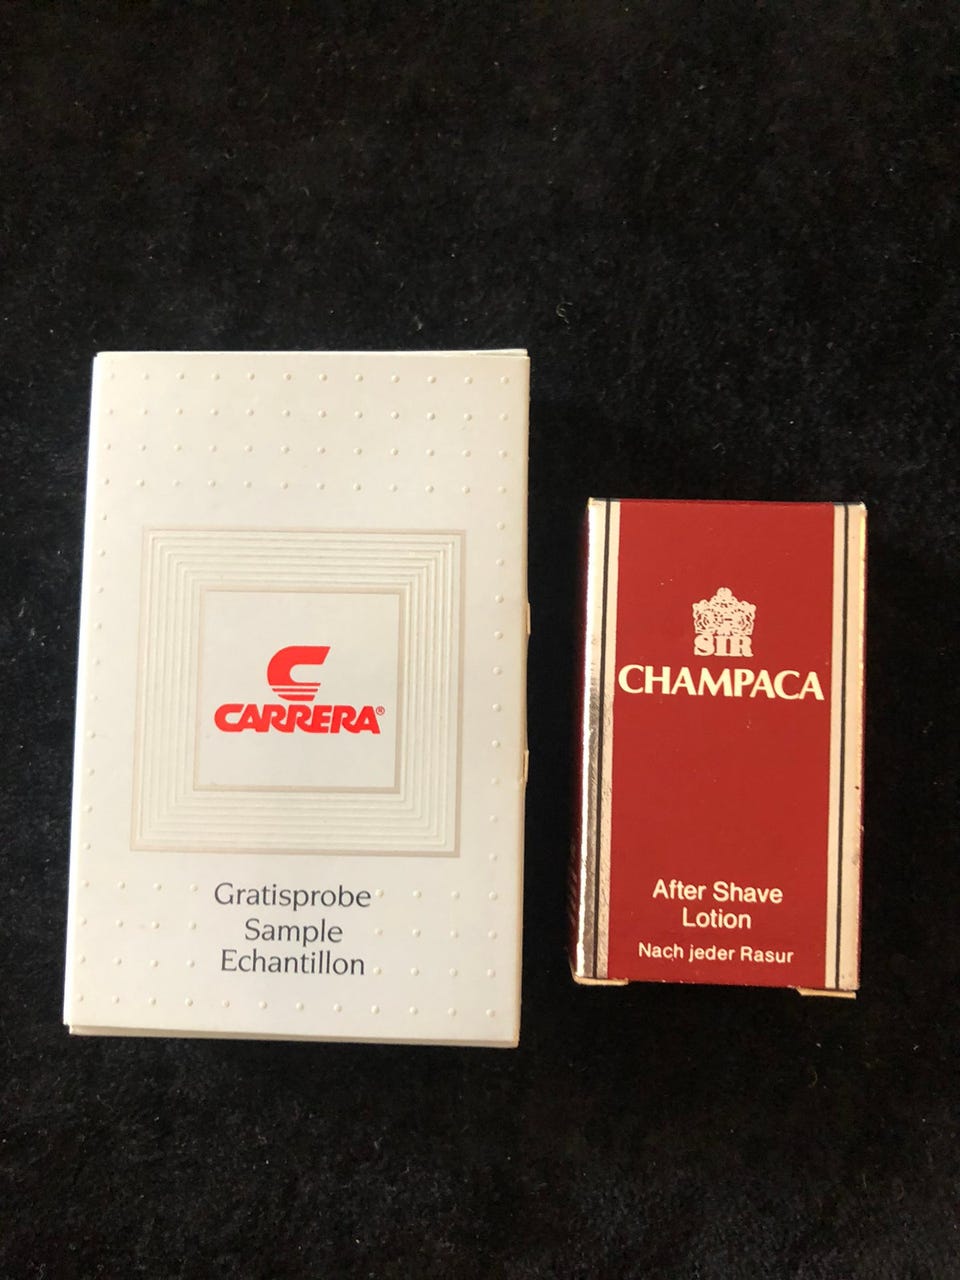 CARRERA®
Gratisprobe
Sample
Echantillon
SIR
CHAMPACA
After Shave
Lotion
Nach jeder Rasur